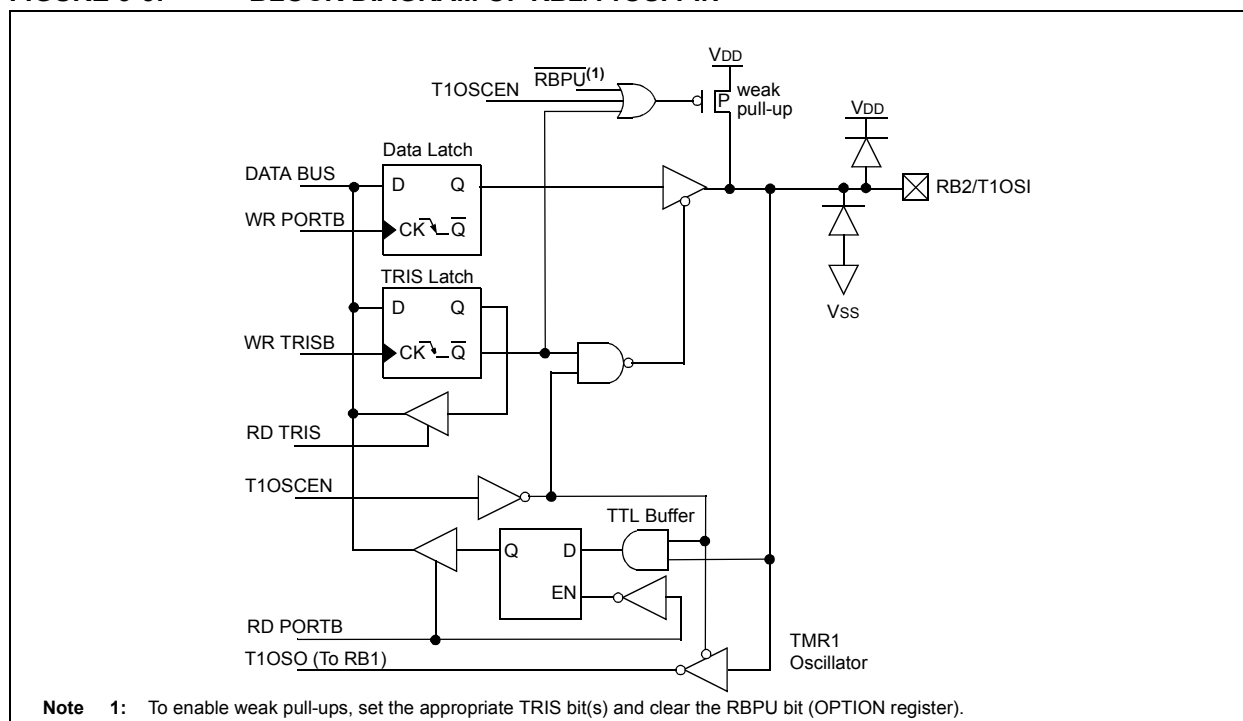 VDD
RBPU(1)
T1OSCEN
P
weak
pull-up
VDD
Data Latch
DATA BUS
D
Q
RB2/T1OSI
WR PORTB
CK
Q
TRIS Latch
D
Q
VSS
WR TRISB
CK
Q
RD TRIS
T1OSCEN
TTL Buffer
Q
D
EN
RD PORTB
TMR1
Oscillator
T1OSO (To RB1)
Note 1: To enable weak pull-ups, set the appropriate TRIS bit(s) and clear the RBPU bit (OPTION register).